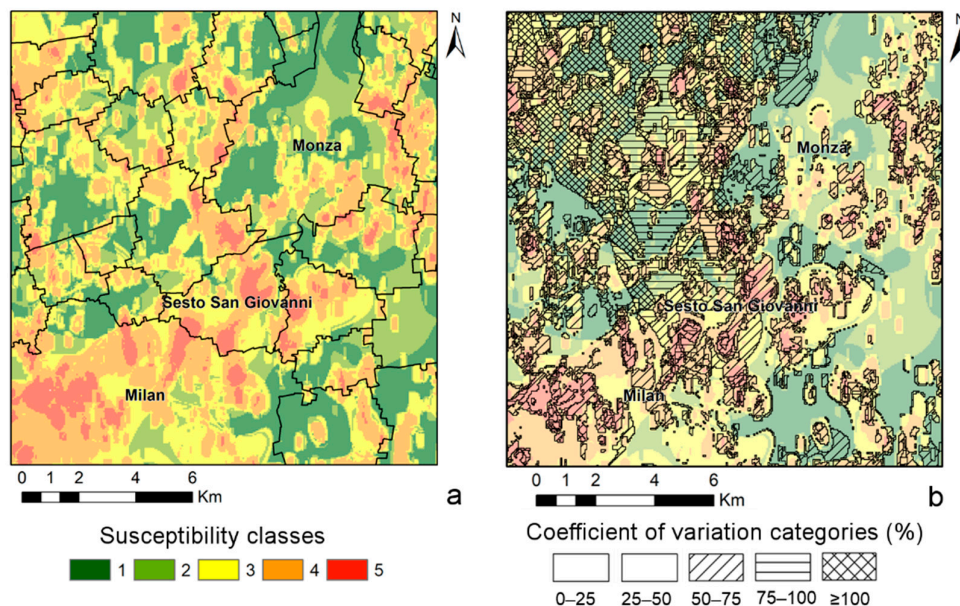 N
Monza
Sesto San Giovanni
Milan
0 1 2 4 6
Km
a
Susceptibility classes
1 2 3 4 5
N
Monza
Sesto San Giovanni
Milan
0 1 2 4 6
Km
b
Coefficient of variation categories (%)
0–25 25–50 50–75 75–100 ≥100